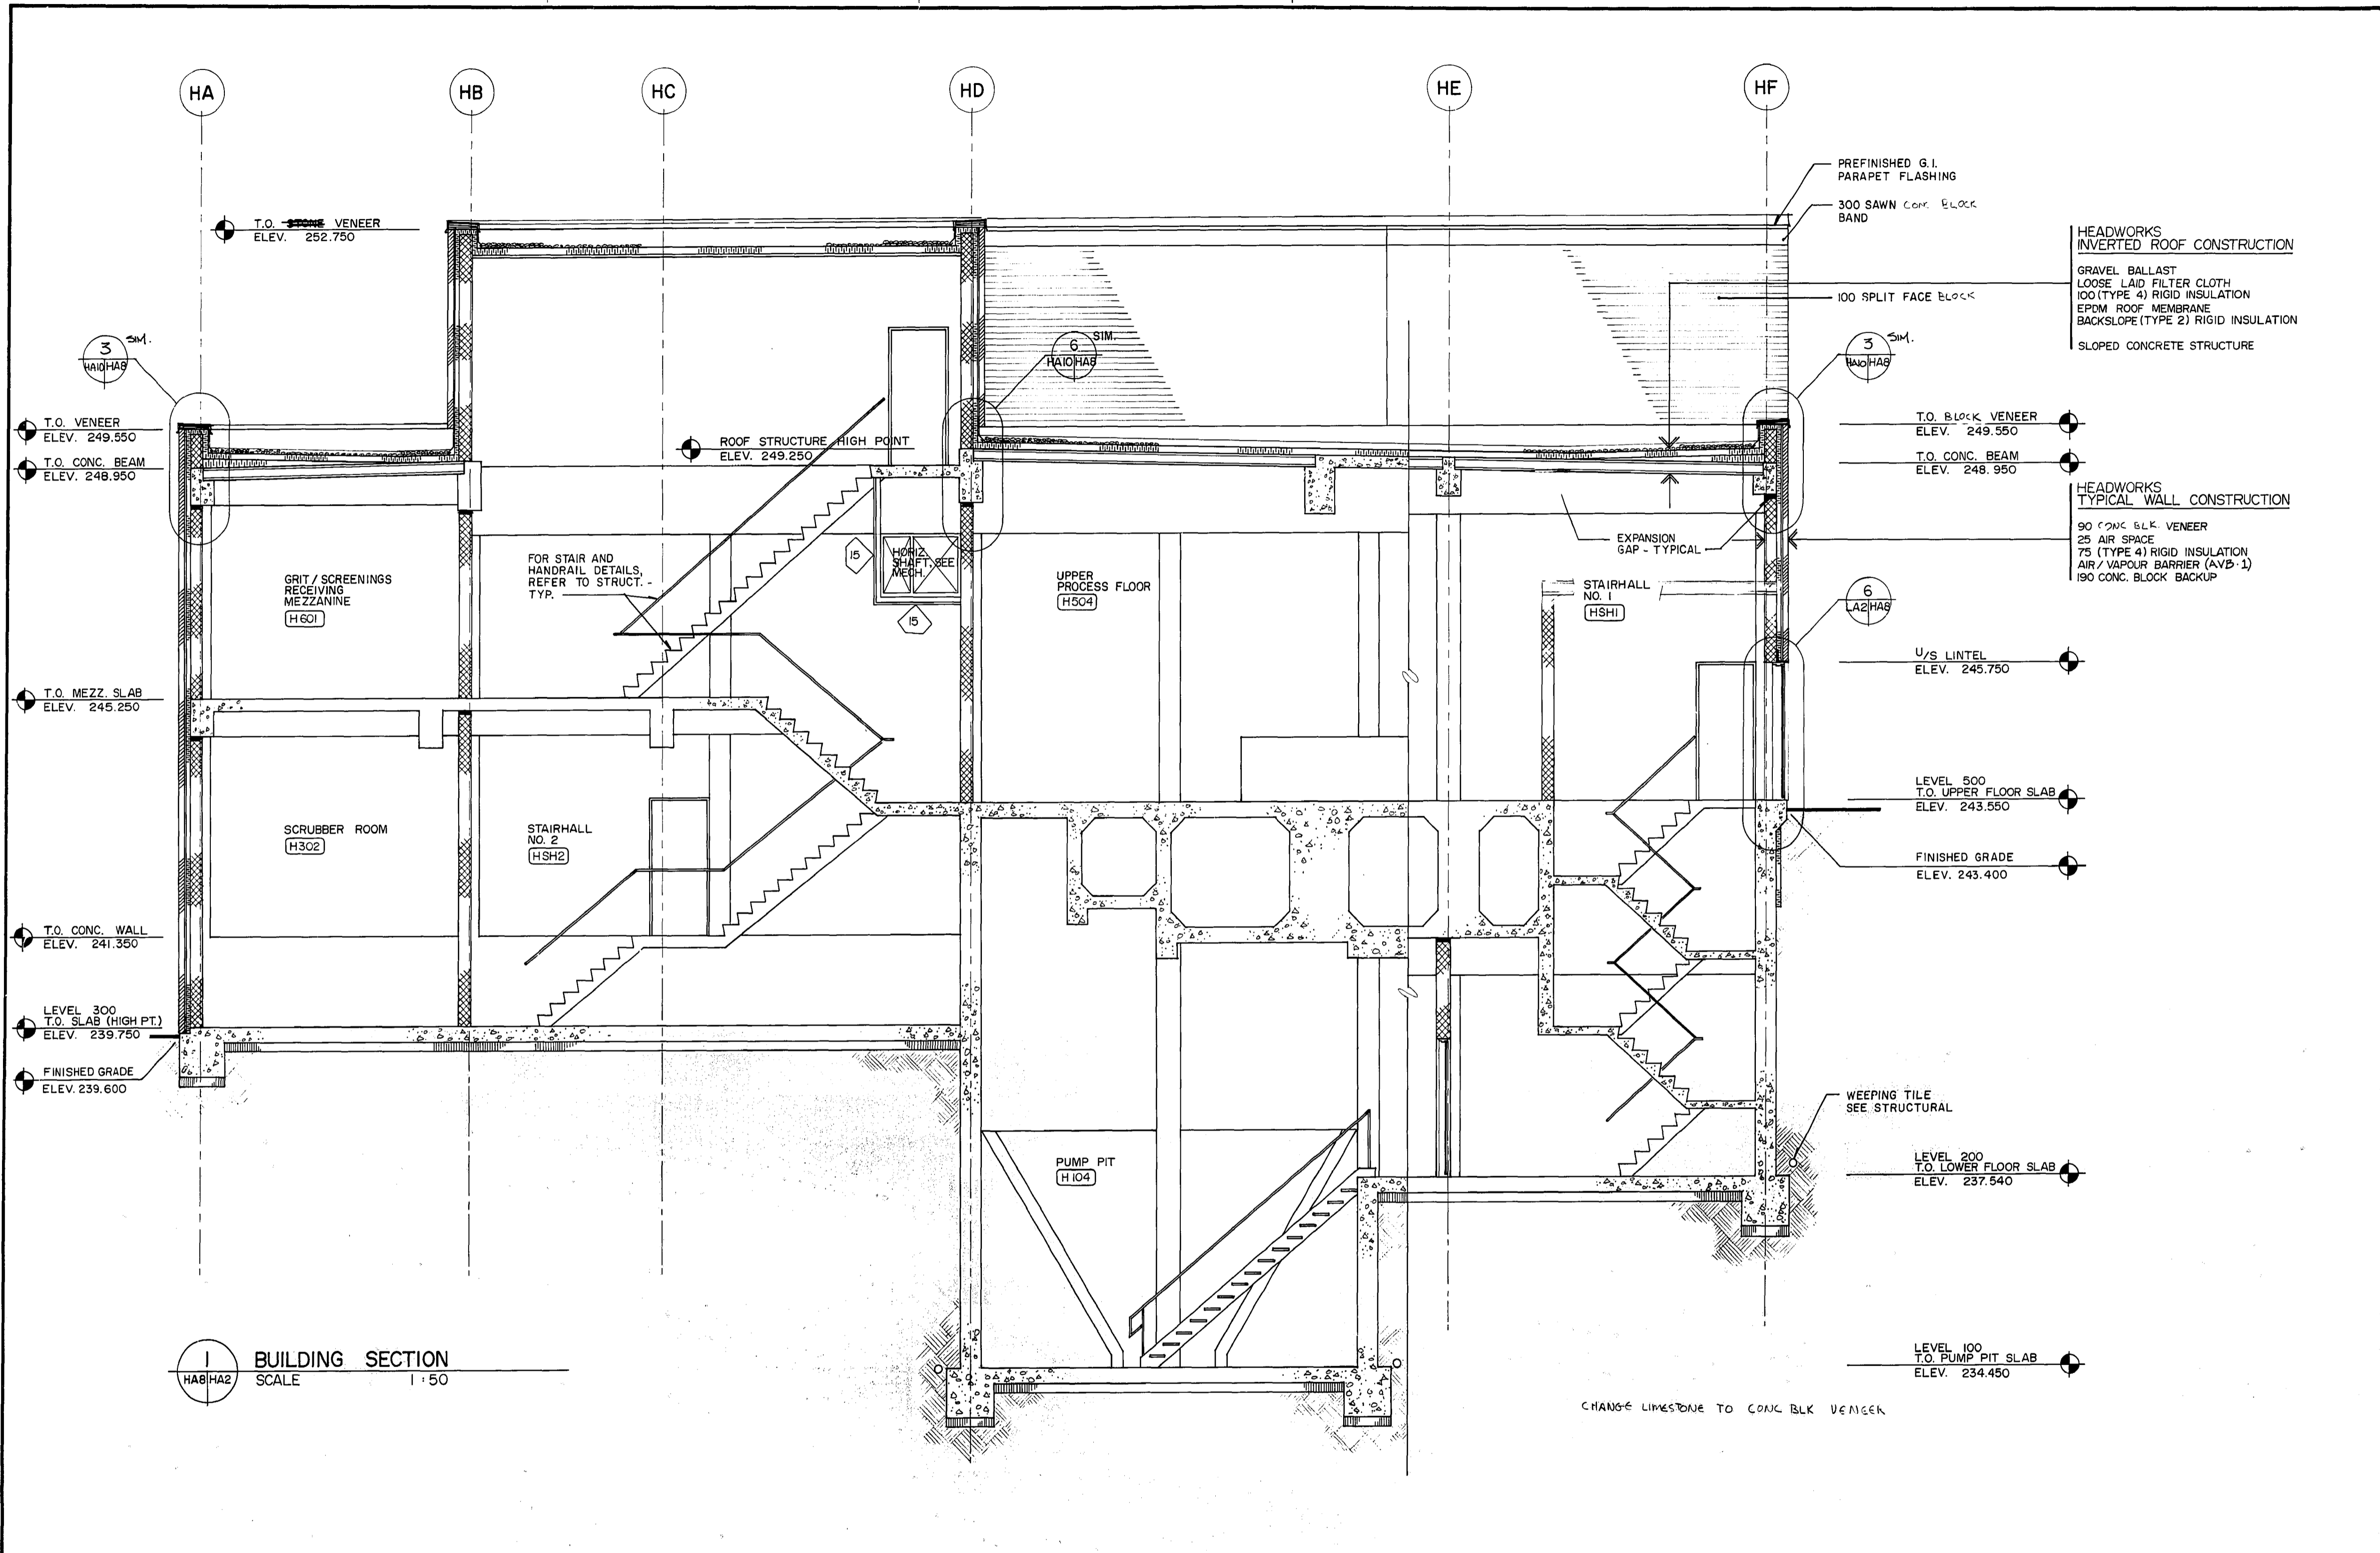 HA
HB
HC
HD
HE
HF
PREFINISHED G.I.
PARAPET FLASHING
300 SAWN CONC. BLOCK
BAND
T.O. STONE VENEER
ELEV. 252.750
HEADWORKS
INVERTED ROOF CONSTRUCTION
GRAVEL BALLAST
LOOSE LAID FILTER CLOTH
100 (TYPE 4) RIGID INSULATION
EPDM ROOF MEMBRANE
BACKSLOPE (TYPE 2) RIGID INSULATION
SLOPED CONCRETE STRUCTURE
100 SPLIT FACE BLOCK
3 SIM.
HA10 HA8
6 SIM.
HA10 HA8
3 SIM.
HA10 HA8
T.O. VENEER
ELEV. 249.550
T.O. CONC. BEAM
ELEV. 248.950
ROOF STRUCTURE HIGH POINT
ELEV. 249.250
T.O. BLOCK VENEER
ELEV. 249.550
T.O. CONC. BEAM
ELEV. 248.950
HEADWORKS
TYPICAL WALL CONSTRUCTION
90 CONC BLK. VENEER
25 AIR SPACE
75 (TYPE 4) RIGID INSULATION
AIR / VAPOUR BARRIER (AVB-1)
190 CONC. BLOCK BACKUP
EXPANSION
GAP - TYPICAL
FOR STAIR AND
HANDRAIL DETAILS,
REFER TO STRUCT. -
TYP.
15
HORIZ.
SHAFT, SEE
MECH.
15
GRIT / SCREENINGS
RECEIVING
MEZZANINE
H601
UPPER
PROCESS FLOOR
H504
STAIRHALL
NO. 1
HSH1
6
LA2 HA8
U/S LINTEL
ELEV. 245.750
T.O. MEZZ. SLAB
ELEV. 245.250
LEVEL 500
T.O. UPPER FLOOR SLAB
ELEV. 243.550
SCRUBBER ROOM
H302
STAIRHALL
NO. 2
HSH2
FINISHED GRADE
ELEV. 243.400
T.O. CONC. WALL
ELEV. 241.350
LEVEL 300
T.O. SLAB (HIGH PT.)
ELEV. 239.750
FINISHED GRADE
ELEV. 239.600
WEEPING TILE
SEE STRUCTURAL
PUMP PIT
H104
LEVEL 200
T.O. LOWER FLOOR SLAB
ELEV. 237.540
LEVEL 100
T.O. PUMP PIT SLAB
ELEV. 234.450
1
HA8 HA2
BUILDING SECTION
SCALE 1:50
CHANGE LIMESTONE TO CONC BLK VENEER